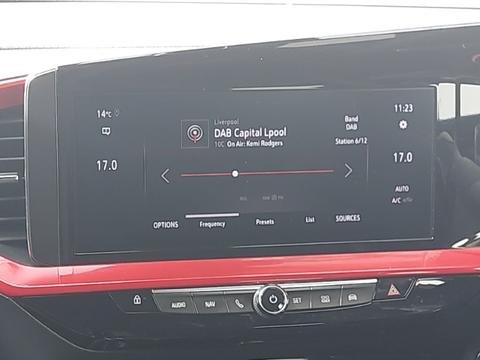 14°C
Liverpool
DAB Capital Lpool
10C On Air: Kemi Rodgers
Band
DAB
Station 6/12
11:23
17.0
17.0
AUTO
A/C
OPTIONS
Frequency
Presets
List
SOURCES
AUDIO
NAV
SET